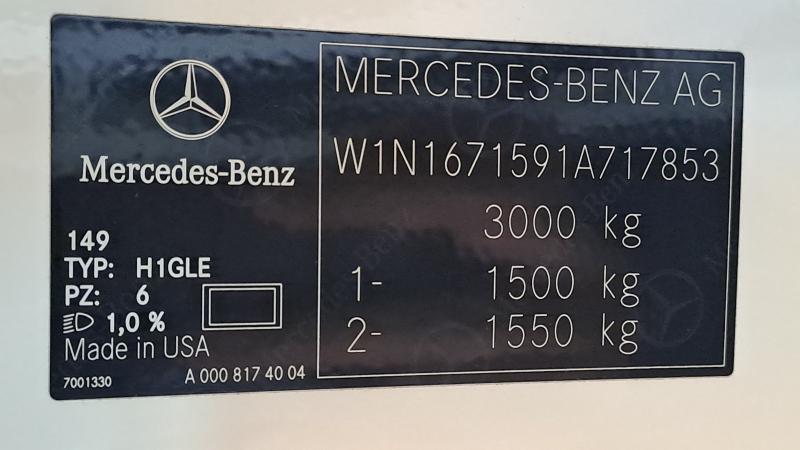 Mercedes-Benz
149
TYP: H1GLE
PZ: 6
1,0 %
Made in USA
7001330
A 000 817 40 04
MERCEDES-BENZ AG
W1N1671591A717853
3000 kg
1- 1500 kg
2- 1550 kg